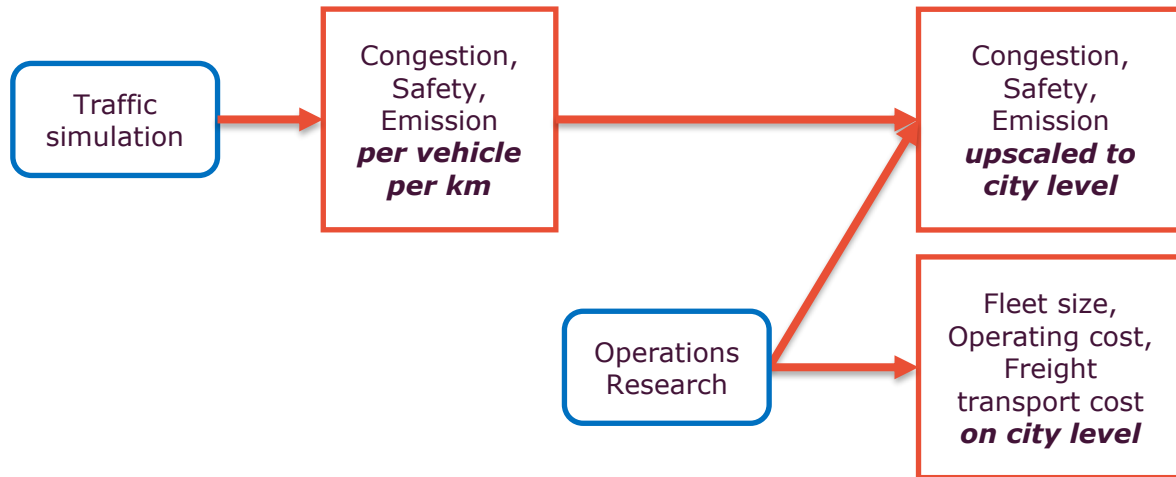 Traffic
simulation
Congestion,
Safety,
Emission
per vehicle
per km
Congestion,
Safety,
Emission
upscaled to
city level
Operations
Research
Fleet size,
Operating cost,
Freight
transport cost
on city level